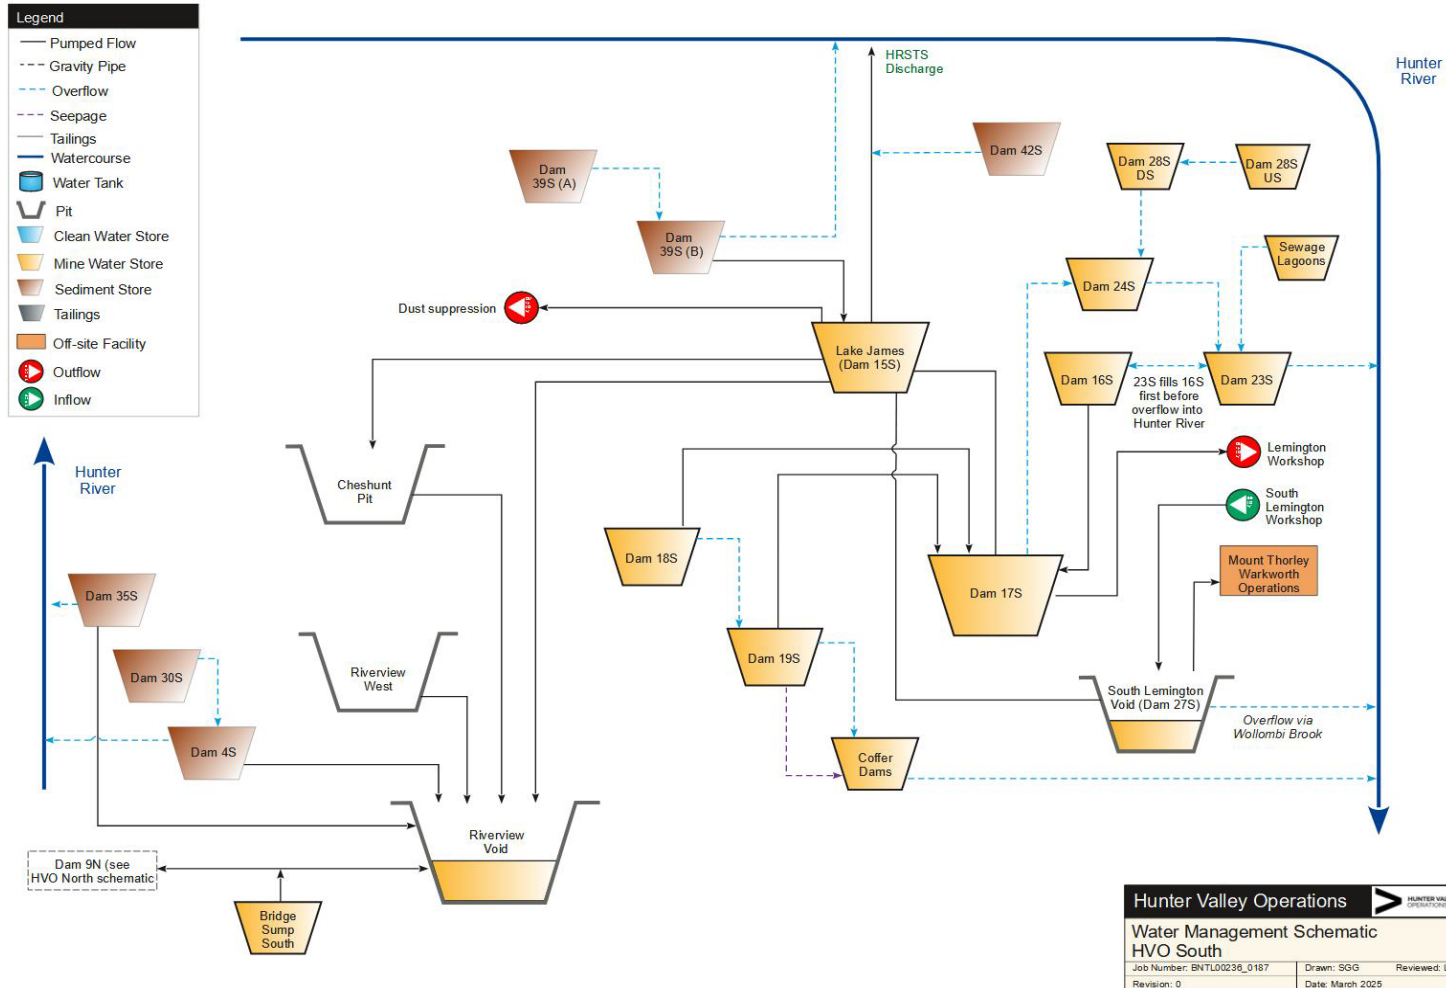 Legend
Pumped Flow
Gravity Pipe
Overflow
Seepage
Tailings
Watercourse
Water Tank
Pit
Clean Water Store
Mine Water Store
Sediment Store
Tailings
Off-site Facility
Outflow
Inflow
HRSTS
Discharge
Hunter
River
Dam
39S (A)
Dam 42S
Dam 28S
DS
Dam 28S
US
Dam
39S (B)
Sewage
Lagoons
Dam 24S
Dust suppression
Lake James
(Dam 15S)
Dam 16S
23S fills 16S
first before
overflow into
Hunter River
Dam 23S
Hunter
River
Cheshunt
Pit
Lemington
Workshop
South
Lemington
Workshop
Dam 18S
Dam 17S
Mount Thorley
Warkworth
Operations
Dam 35S
Dam 30S
Riverview
West
Dam 19S
South Lemington
Void (Dam 27S)
Overflow via
Wollombi Brook
Dam 4S
Coffer
Dams
Riverview
Void
Dam 9N (see
HVO North schematic
Bridge
Sump
South
Hunter Valley Operations
HUNTER VAL
OPERATIONS
Water Management Schematic
HVO South
Job Number: BNTL00236_0187
Drawn: SGG
Reviewed: L
Revision: 0
Date: March 2025